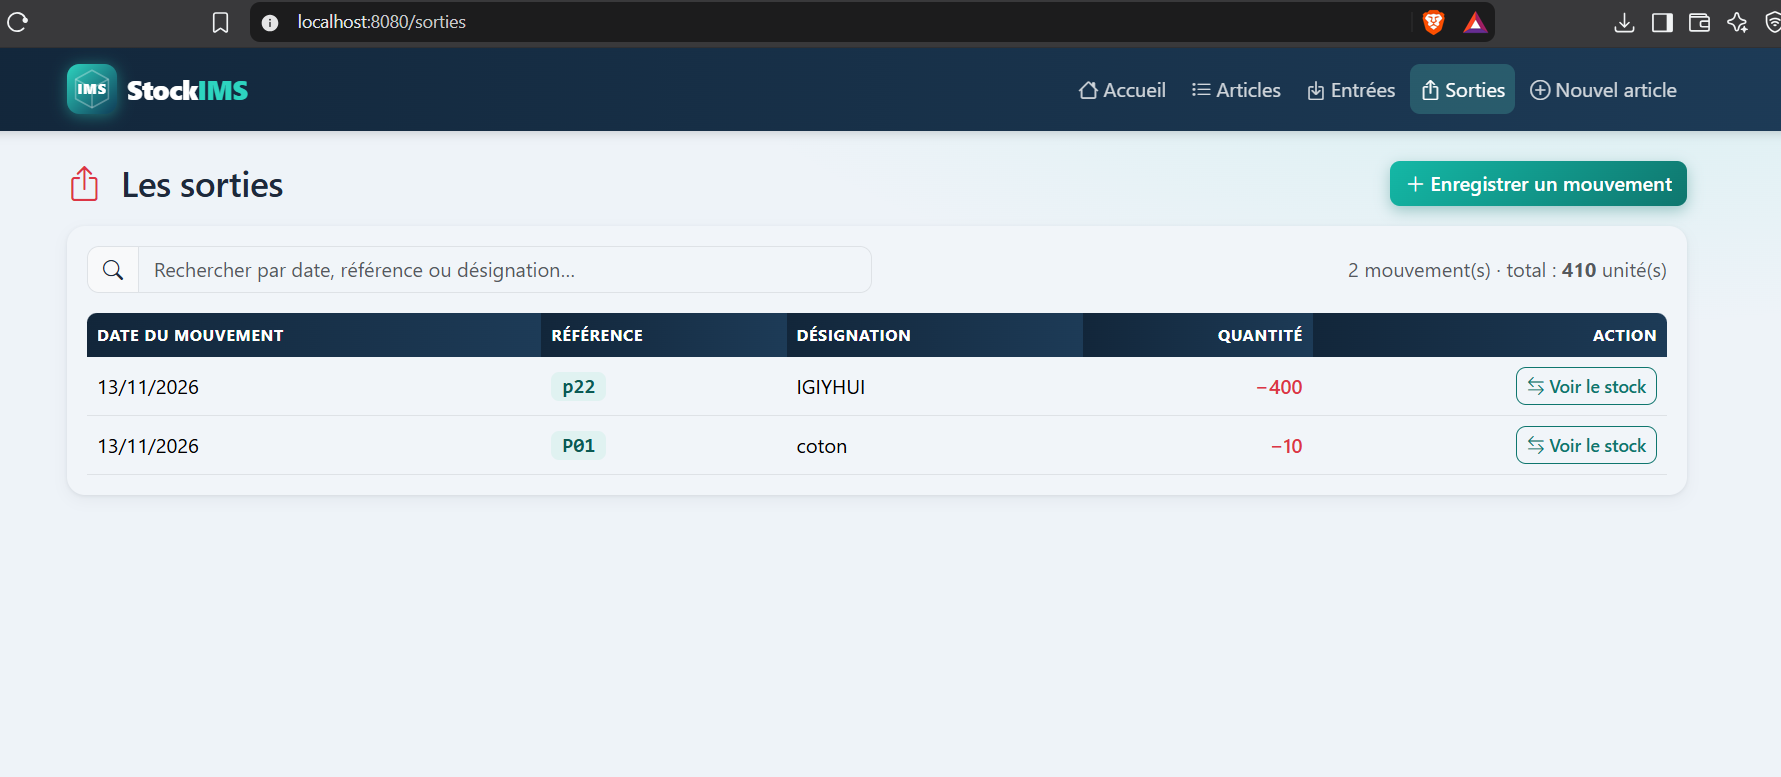 localhost:8080/sorties
IMS StockIMS
Accueil Articles Entrées Sorties Nouvel article
Les sorties
+ Enregistrer un mouvement
Rechercher par date, référence ou désignation...
2 mouvement(s) · total : 410 unité(s)
DATE DU MOUVEMENT RÉFÉRENCE DÉSIGNATION QUANTITÉ ACTION
13/11/2026 p22 IGIYHUI −400 Voir le stock
13/11/2026 P01 coton −10 Voir le stock